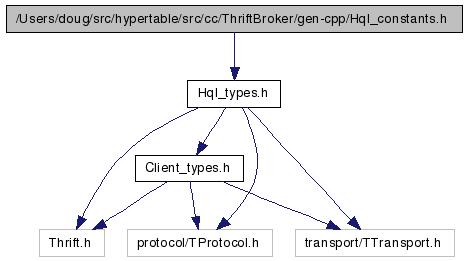 /Users/doug/src/hypertable/src/cc/ThriftBroker/gen-cpp/Hql_constants.h
Hql_types.h
Client_types.h
Thrift.h
protocol/TProtocol.h
transport/TTransport.h